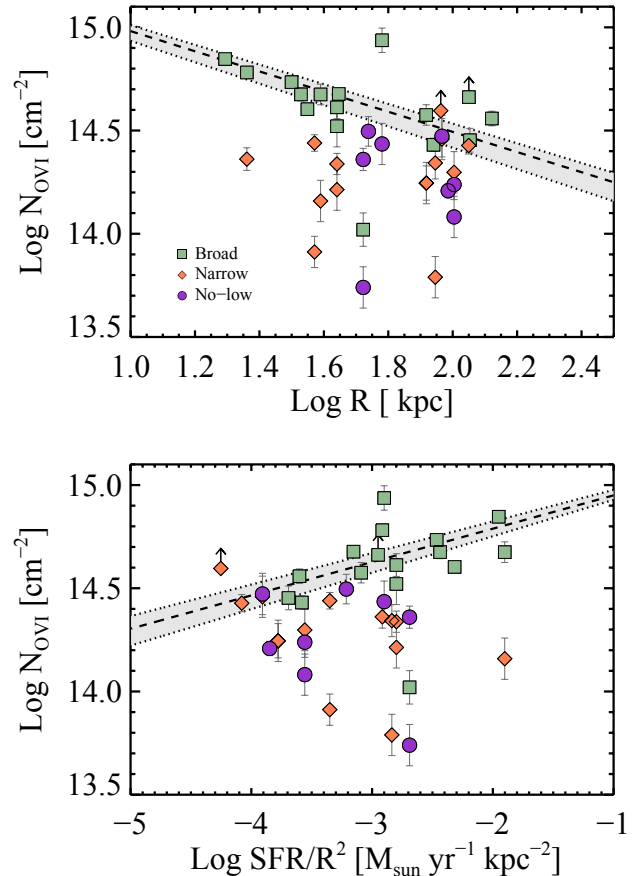 15.0
14.5
14.0
13.5
Log N_OVI [cm⁻²]
Broad
Narrow
No−low
1.0 1.2 1.4 1.6 1.8 2.0 2.2 2.4
Log R [ kpc]
15.0
14.5
14.0
13.5
Log N_OVI [cm⁻²]
−5 −4 −3 −2 −1
Log SFR/R² [M_sun yr⁻¹ kpc⁻²]